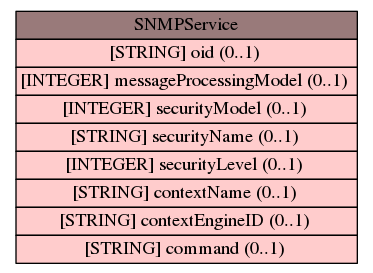 SNMPService
[STRING] oid (0..1)
[INTEGER] messageProcessingModel (0..1)
[INTEGER] securityModel (0..1)
[STRING] securityName (0..1)
[INTEGER] securityLevel (0..1)
[STRING] contextName (0..1)
[STRING] contextEngineID (0..1)
[STRING] command (0..1)